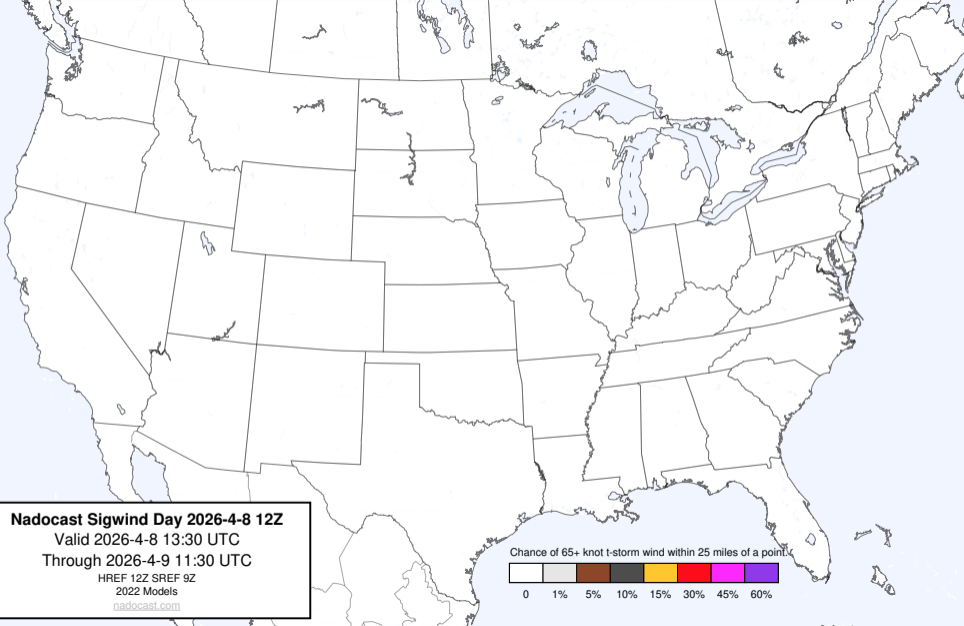 Nadocast Sigwind Day 2026-4-8 12Z
Valid 2026-4-8 13:30 UTC
Through 2026-4-9 11:30 UTC
HREF 12Z SREF 9Z
2022 Models
nadocast.com
Chance of 65+ knot t-storm wind within 25 miles of a point.
0 1% 5% 10% 15% 30% 45% 60%